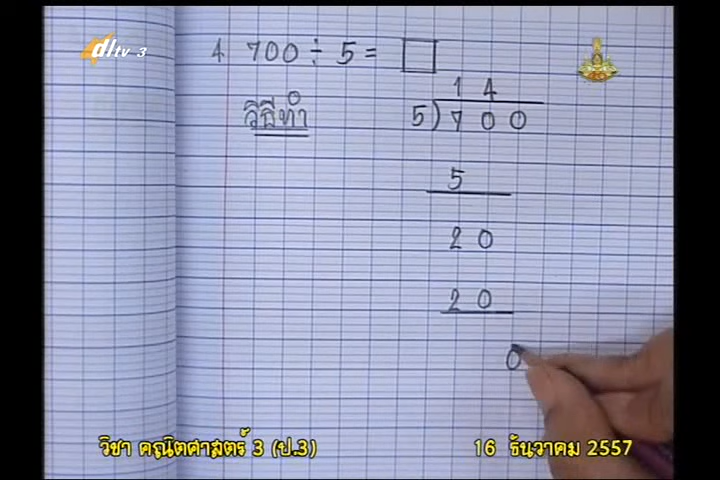 dltv 3
4 700 ÷ 5 =
1 4
วิธีทำ 5 ) 7 0 0
5
2 0
2 0
0
วิชา คณิตศาสตร์ 3 (ป.3) 16 ธันวาคม 2557